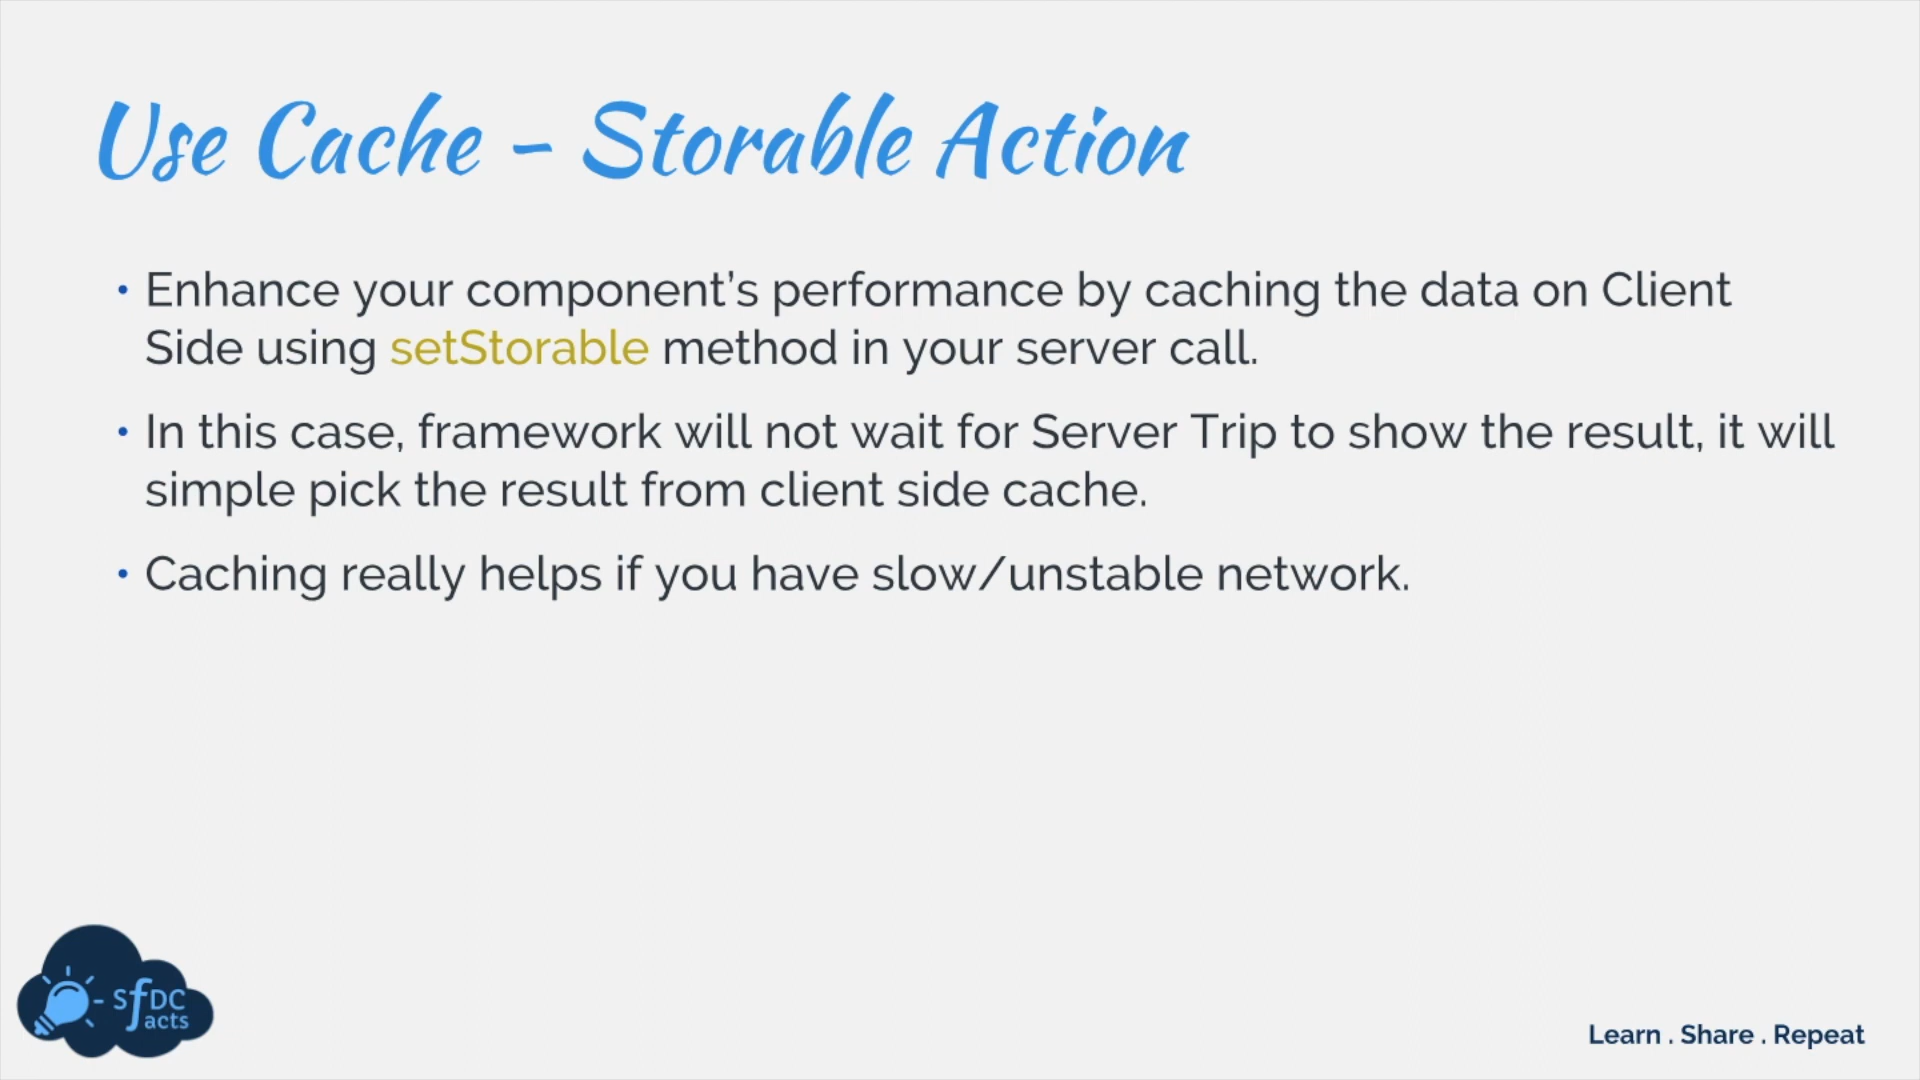 Use Cache - Storable Action
• Enhance your component’s performance by caching the data on Client
Side using setStorable method in your server call.
• In this case, framework will not wait for Server Trip to show the result, it will
simple pick the result from client side cache.
• Caching really helps if you have slow/unstable network.
sfDC
acts
Learn . Share . Repeat